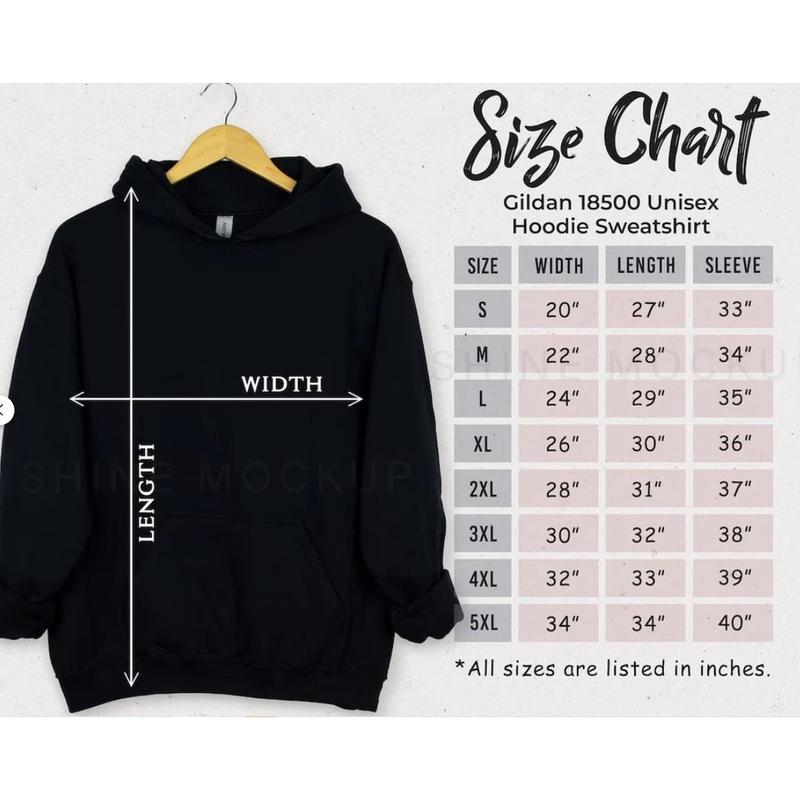 Size Chart
Gildan 18500 Unisex
Hoodie Sweatshirt
SIZE WIDTH LENGTH SLEEVE
S 20" 27" 33"
M 22" 28" 34"
L 24" 29" 35"
XL 26" 30" 36"
2XL 28" 31" 37"
3XL 30" 32" 38"
4XL 32" 33" 39"
5XL 34" 34" 40"
*All sizes are listed in inches.
WIDTH
LENGTH
SHINE MOCKUP
SHINE MOCKU